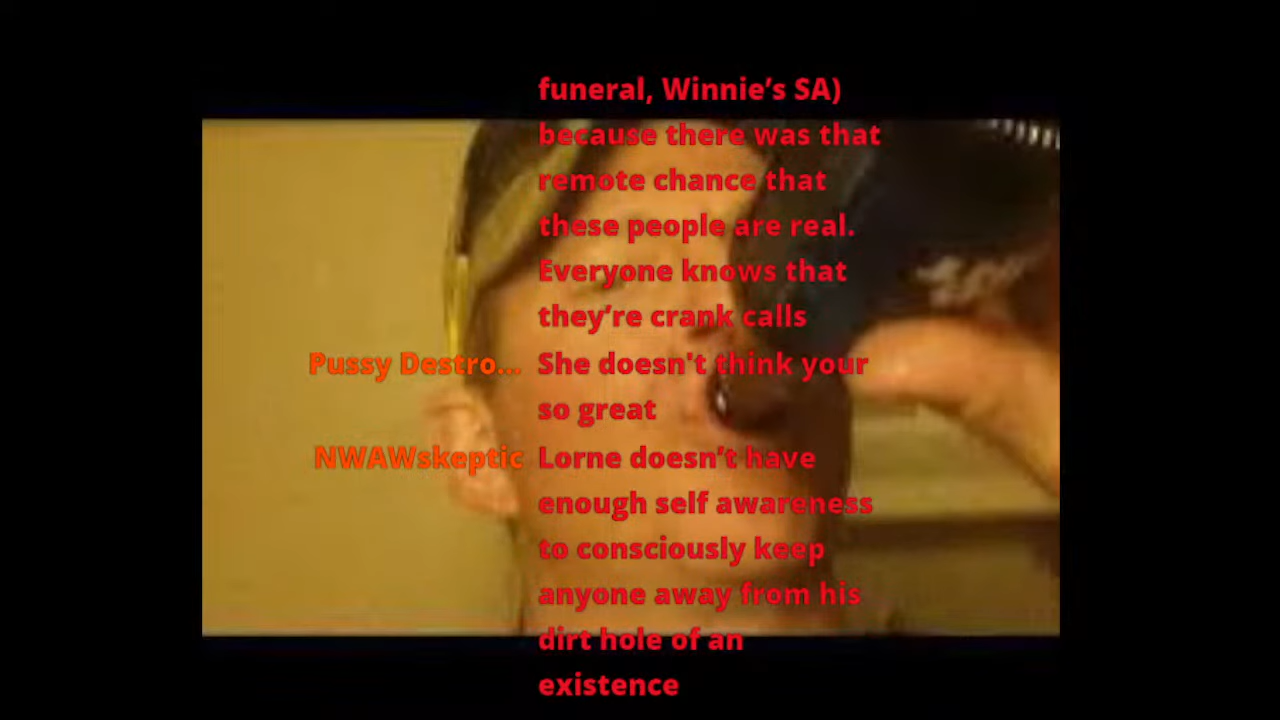 funeral, Winnie’s SA)
because there was that
remote chance that
these people are real.
Everyone knows that
they’re crank calls
Pussy Destro... She doesn't think your
so great
NWAWskeptic Lorne doesn’t have
enough self awareness
to consciously keep
anyone away from his
dirt hole of an
existence